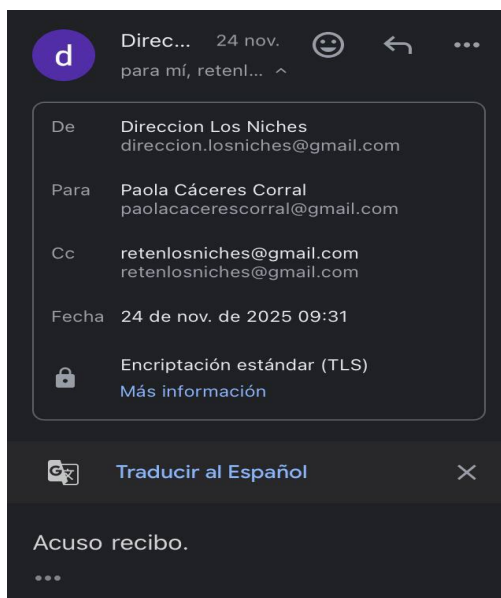 d
Direc... 24 nov.
para mí, retenl...
De Direccion Los Niches
direccion.losniches@gmail.com
Para Paola Cáceres Corral
paolacacerescorral@gmail.com
Cc retenlosniches@gmail.com
retenlosniches@gmail.com
Fecha 24 de nov. de 2025 09:31
Encriptación estándar (TLS)
Más información
Traducir al Español
Acuso recibo.